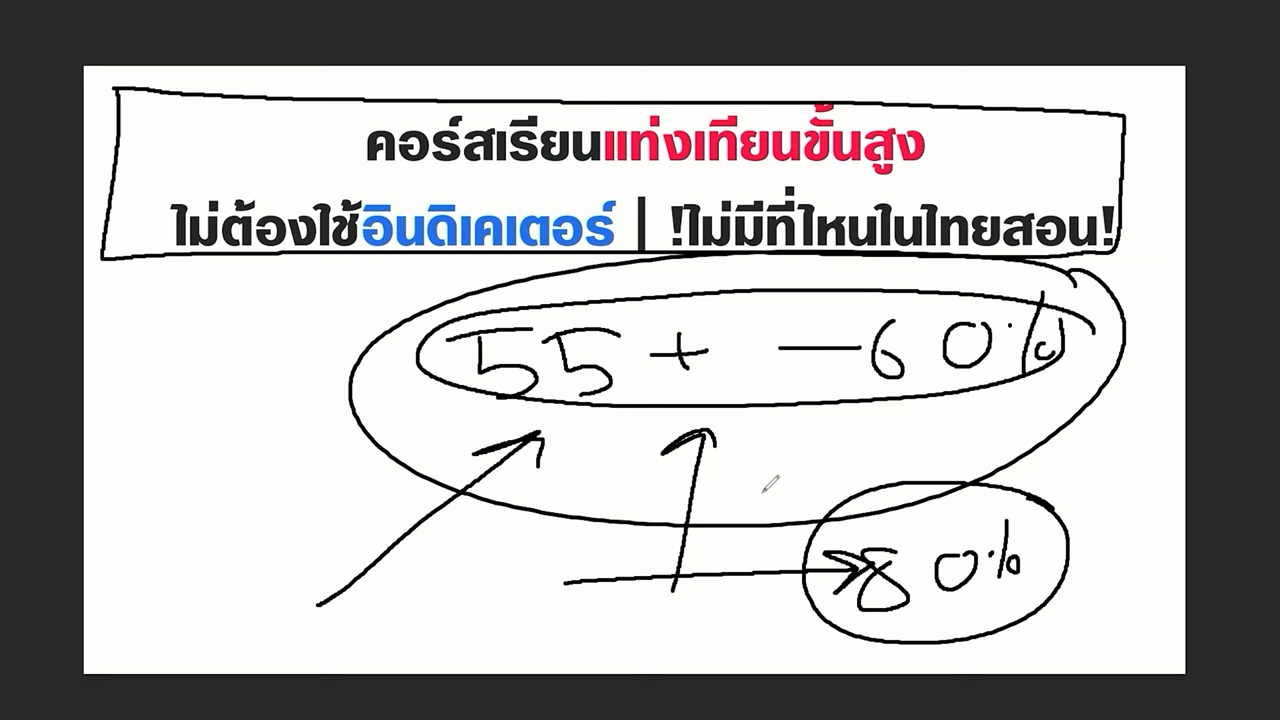 คอร์สเรียนแท่งเทียนขั้นสูง
ไม่ต้องใช้อินดิเคเตอร์ | !ไม่มีที่ไหนในไทยสอน!
55 + — 60%
80%